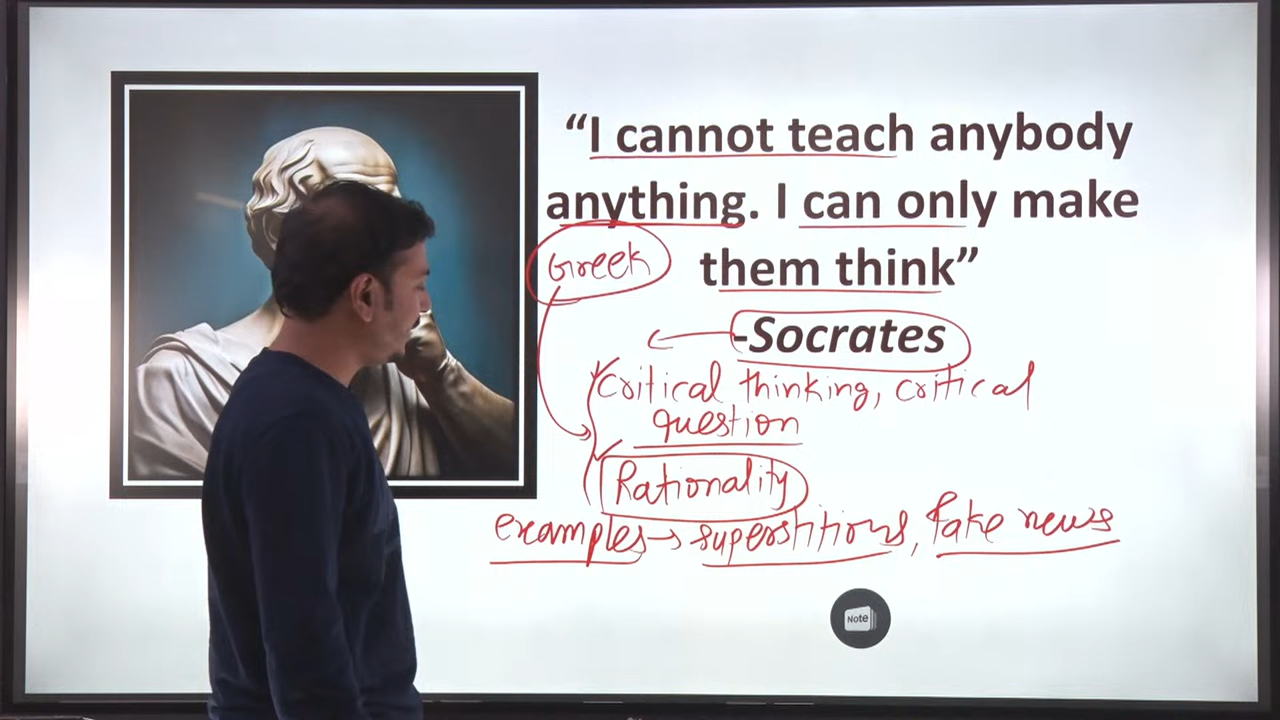 “I cannot teach anybody
anything. I can only make
them think”
Greek
-Socrates
Critical thinking, critical
question
Rationality
examples → superstitions, fake news
Note